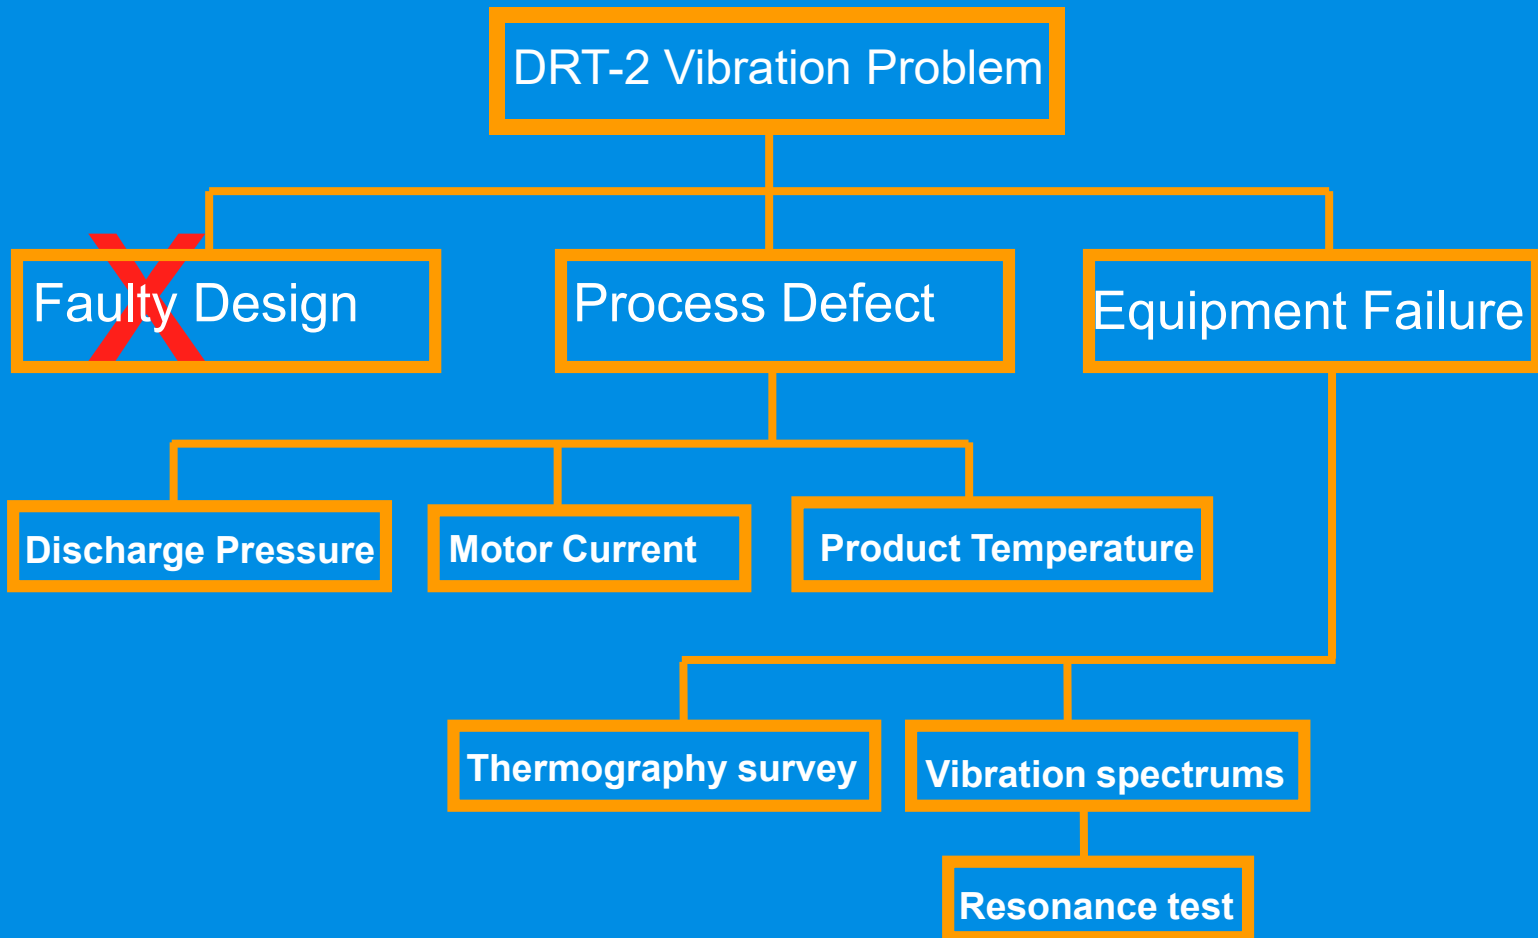 DRT-2 Vibration Problem
X
Faulty Design
Process Defect
Equipment Failure
Discharge Pressure
Motor Current
Product Temperature
Thermography survey
Vibration spectrums
Resonance test